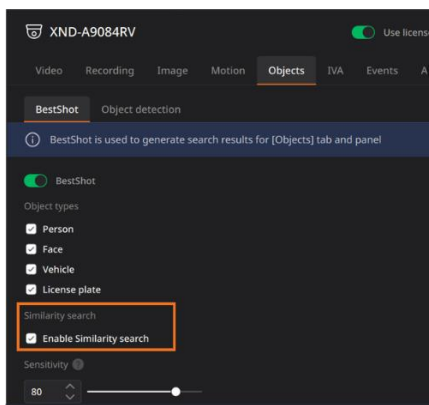 XND-A9084RV
Use license
Video Recording Image Motion Objects IVA Events A
BestShot Object detection
BestShot is used to generate search results for [Objects] tab and panel
BestShot
Object types
Person
Face
Vehicle
License plate
Similarity search
Enable Similarity search
Sensitivity
80